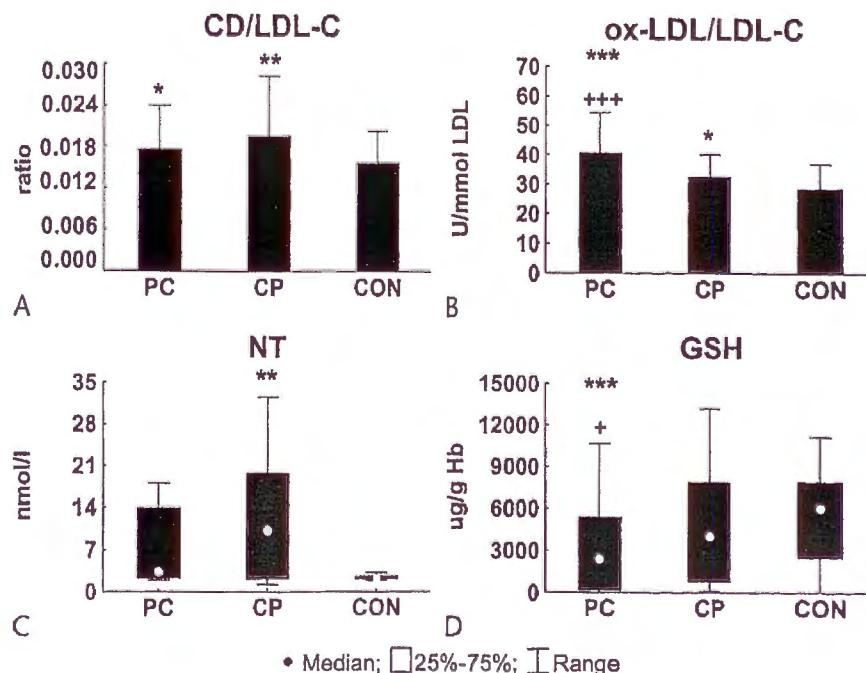 CD/LDL-C
0.030
0.024
0.018
0.012
0.006
0.000
ratio
*
**
PC CP CON
A
ox-LDL/LDL-C
70
60
50
40
30
20
10
0
U/mmol LDL
***
+++
*
PC CP CON
B
NT
35
28
21
14
7
0
nmol/l
**
PC CP CON
C
GSH
15000
12000
9000
6000
3000
0
ug/g Hb
***
+
PC CP CON
D
• Median; 25%-75%; Range